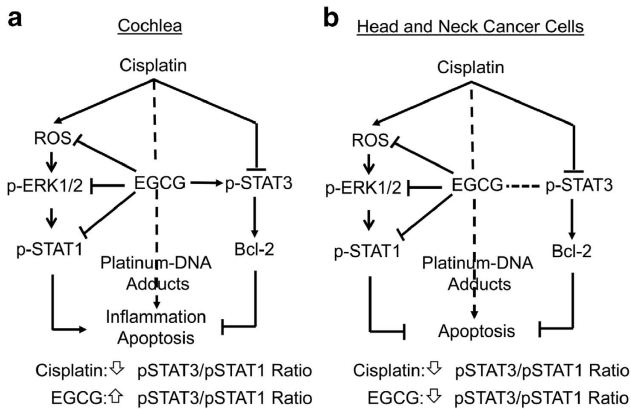 a
Cochlea
Cisplatin
ROS
p-ERK1/2
EGCG
p-STAT3
p-STAT1
Bcl-2
Platinum-DNA
Adducts
Inflammation
Apoptosis
Cisplatin:⇩ pSTAT3/pSTAT1 Ratio
EGCG:⇧ pSTAT3/pSTAT1 Ratio
b
Head and Neck Cancer Cells
Cisplatin
ROS
p-ERK1/2
EGCG
p-STAT3
p-STAT1
Bcl-2
Platinum-DNA
Adducts
Apoptosis
Cisplatin:⇩ pSTAT3/pSTAT1 Ratio
EGCG:⇩ pSTAT3/pSTAT1 Ratio